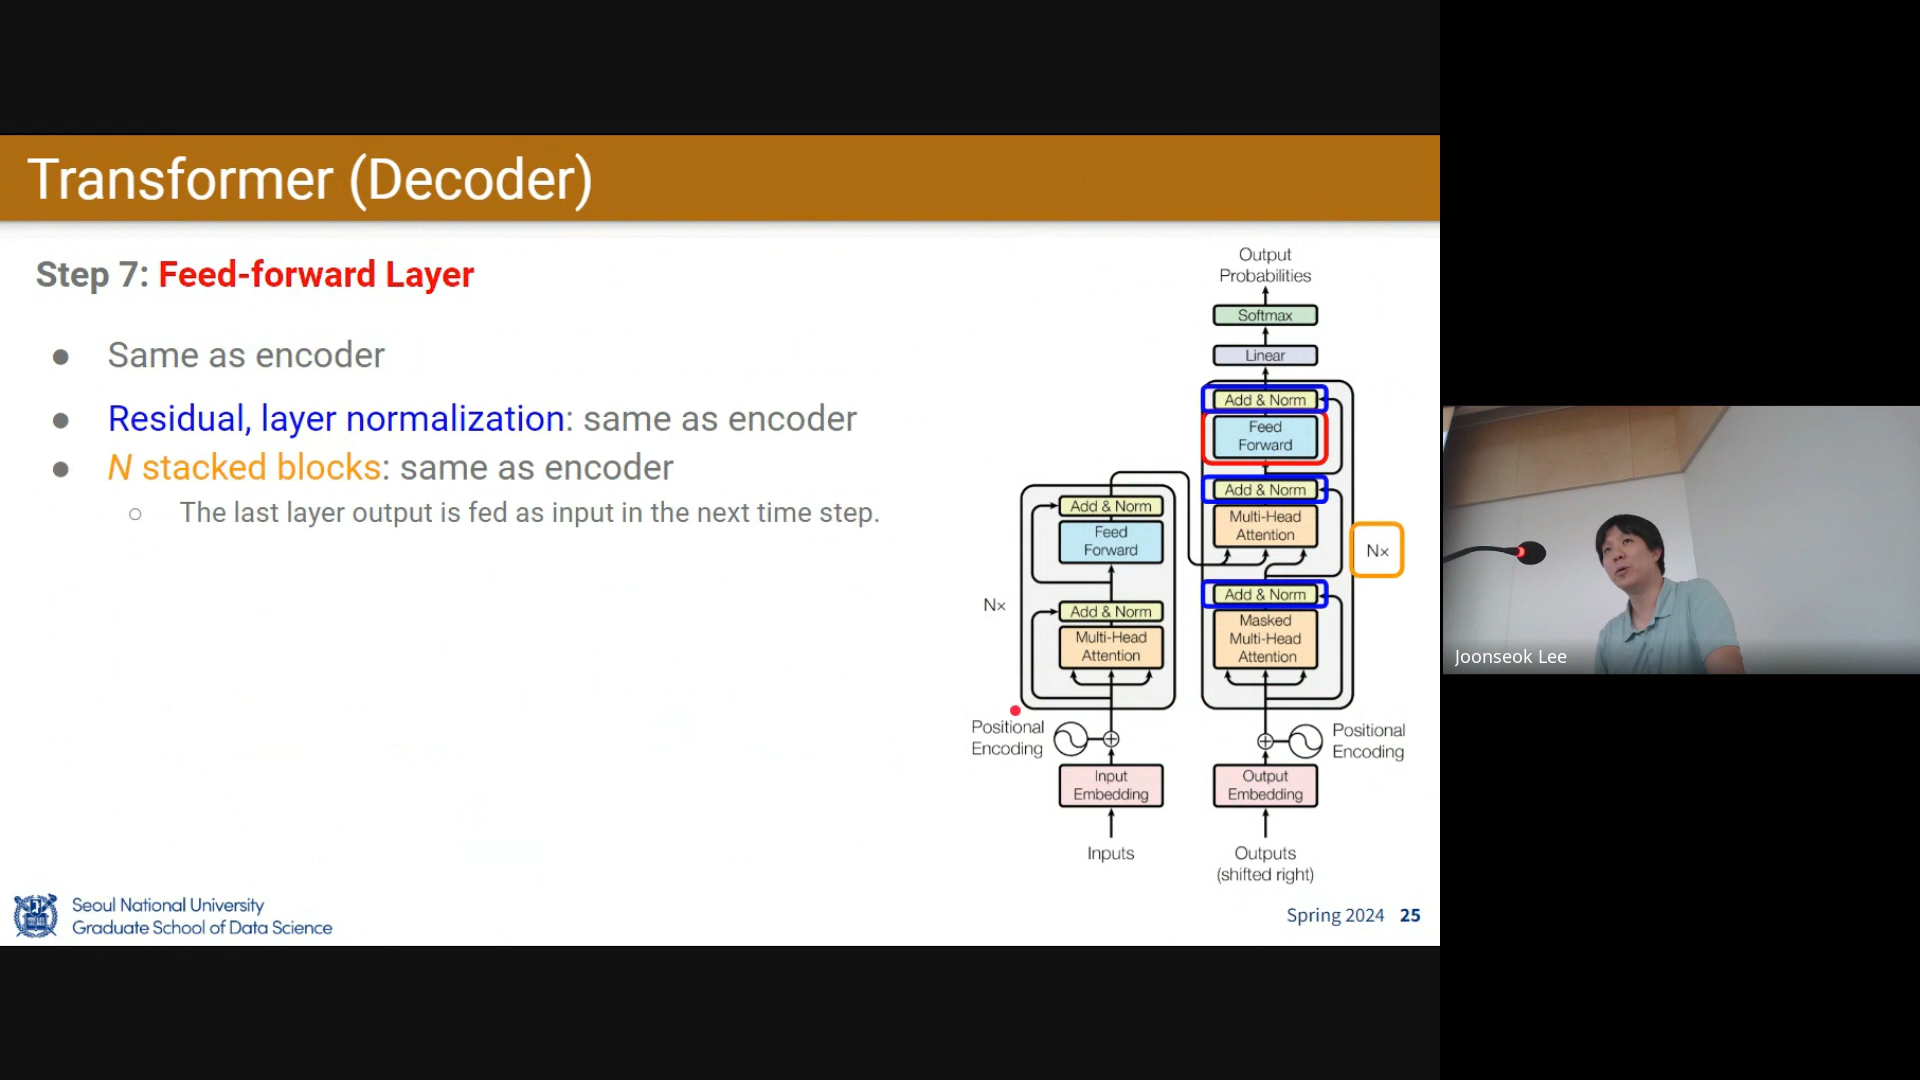 Transformer (Decoder)
Step 7: Feed-forward Layer
● Same as encoder
● Residual, layer normalization: same as encoder
● N stacked blocks: same as encoder
○ The last layer output is fed as input in the next time step.
Output
Probabilities
Softmax
Linear
Add & Norm
Feed
Forward
Add & Norm
Multi-Head
Attention
Nx
Add & Norm
Masked
Multi-Head
Attention
Positional
Encoding
Output
Embedding
Outputs
(shifted right)
Add & Norm
Feed
Forward
Nx
Add & Norm
Multi-Head
Attention
Positional
Encoding
Input
Embedding
Inputs
Seoul National University
Graduate School of Data Science
Spring 2024 25
Joonseok Lee